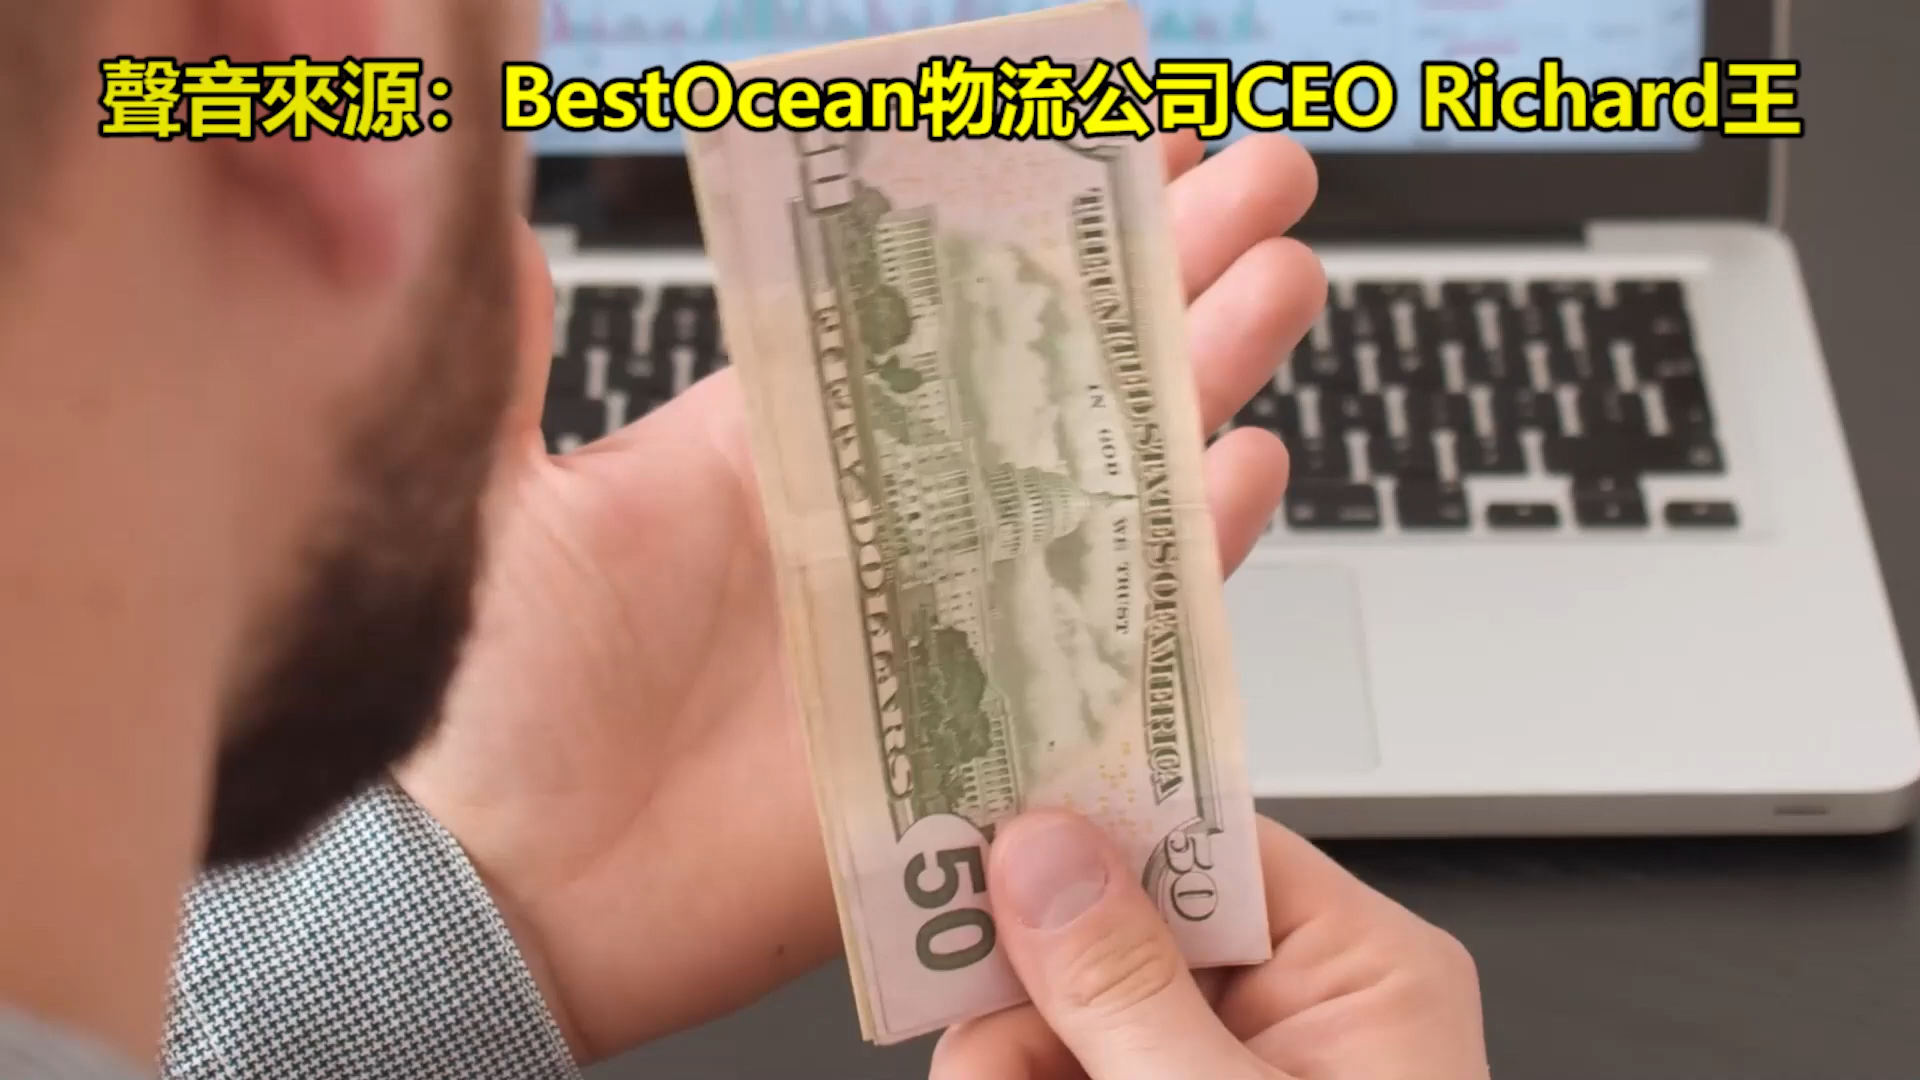 聲音來源：BestOcean物流公司CEO Richard王
THE UNITED STATES OF AMERICA
IN GOD WE TRUST
FIFTY DOLLARS
50
50